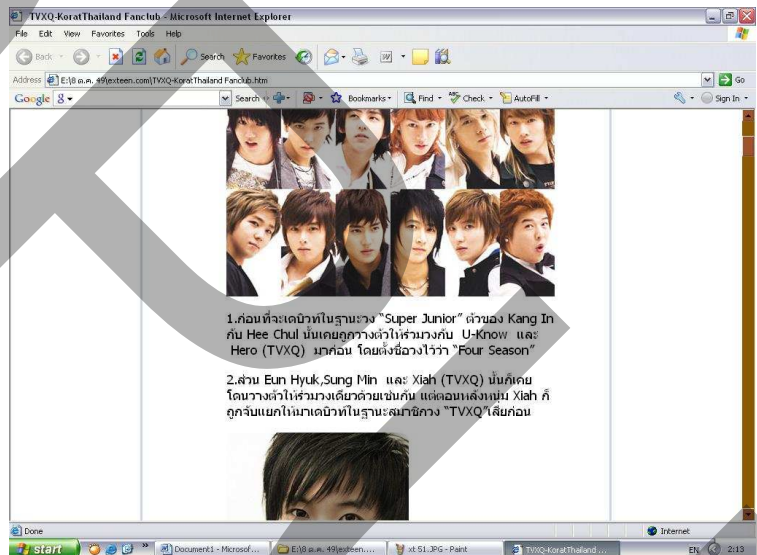 TVXQ-KoratThailand Fanclub - Microsoft Internet Explorer
File Edit View Favorites Tools Help
Back Search Favorites
Address E:\8 ต.ค. 49\exteen.com\TVXQ-KoratThailand Fanclub.htm Go
Google Search Bookmarks Find Check AutoFill Sign In
1.ก่อนที่จะเดบิวท์ในฐานะวง “Super Junior” ตัวของ Kang In
กับ Hee Chul นั้นเคยถูกวางตัวให้ร่วมวงกับ U-Know และ
Hero (TVXQ) มาก่อน โดยตั้งชื่อวงไว้ว่า “Four Season”
2.ส่วน Eun Hyuk,Sung Min และ Xiah (TVXQ) นั้นก็เคย
โดนวางตัวให้ร่วมวงเดียวด้วยเช่นกัน แต่ตอนหลังหนุ่ม Xiah ก็
ถูกจับแยกให้มาเดบิวท์ในฐานะสมาชิกวง “TVXQ”เสียก่อน
Done Internet
start Document1 - Microsof... E:\8 ต.ค. 49\exteen.... xt 51.JPG - Paint TVXQ-KoratThailand ... EN 2:13